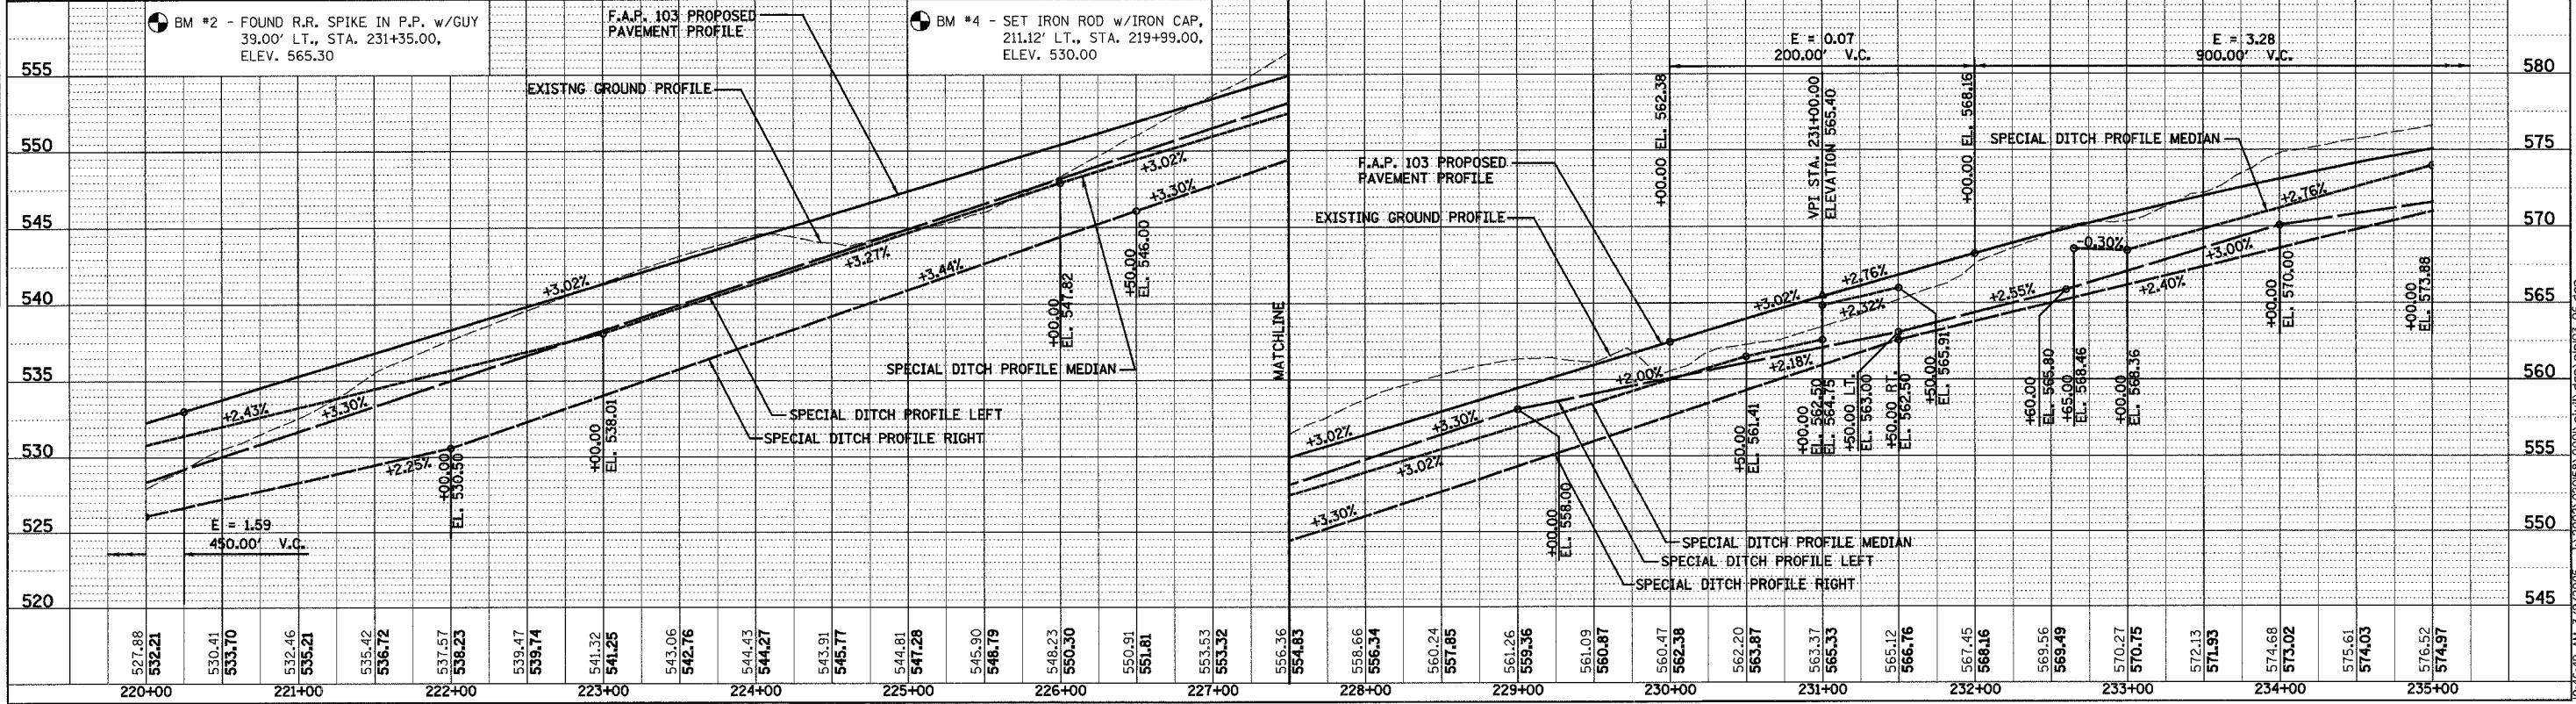 BM #2 - FOUND R.R. SPIKE IN P.P. w/GUY
39.00' LT., STA. 231+35.00,
ELEV. 565.30
F.A.P. 103 PROPOSED
PAVEMENT PROFILE
BM #4 - SET IRON ROD w/IRON CAP,
211.12' LT., STA. 219+99.00,
ELEV. 530.00
EXISTNG GROUND PROFILE
E = 0.07
200.00' V.C.
E = 3.28
900.00' V.C.
555
550
545
540
535
530
525
520
580
575
570
565
560
555
550
545
+00.00 EL. 562.38
VPI STA. 231+00.00
ELEVATION 565.40
+00.00 EL. 568.16
SPECIAL DITCH PROFILE MEDIAN
F.A.P. 103 PROPOSED
PAVEMENT PROFILE
EXISTING GROUND PROFILE
MATCHLINE
+3.02%
+2.43%
+3.30%
+2.25%
+3.27%
+3.44%
+3.02%
+3.30%
+00.00
EL. 530.50
+00.00
EL. 538.01
+00.00
EL. 547.82
+50.00
EL. 546.00
SPECIAL DITCH PROFILE MEDIAN
SPECIAL DITCH PROFILE LEFT
SPECIAL DITCH PROFILE RIGHT
E = 1.59
450.00' V.C.
+3.02%
+3.30%
+3.02%
+3.30%
+2.00%
+2.18%
+3.02%
+2.76%
+2.32%
+2.55%
-0.30%
+2.76%
+3.00%
+2.40%
+00.00
EL. 558.00
+50.00
EL. 561.41
+00.00
EL. 562.50
EL. 564.75
+50.00 LT.
EL. 563.00
+50.00 RT.
EL. 562.50
+50.00
EL. 565.91
+60.00
EL. 565.80
+65.00
EL. 568.46
+00.00
EL. 568.36
+00.00
EL. 570.00
+00.00
EL. 573.88
SPECIAL DITCH PROFILE MEDIAN
SPECIAL DITCH PROFILE LEFT
SPECIAL DITCH PROFILE RIGHT
527.88
532.21
530.41
533.70
532.46
535.21
535.42
536.72
537.57
538.23
539.47
539.74
541.32
541.25
543.06
542.76
544.43
544.27
543.91
545.77
544.81
547.28
545.90
548.79
548.23
550.30
550.91
551.81
553.53
553.32
556.36
554.83
558.66
556.34
560.24
557.85
561.26
559.36
561.09
560.87
560.47
562.38
562.20
563.87
563.37
565.33
565.12
566.76
567.45
568.16
569.56
569.49
570.27
570.75
572.13
571.93
574.68
573.02
575.61
574.03
576.52
574.97
220+00
221+00
222+00
223+00
224+00
225+00
226+00
227+00
228+00
229+00
230+00
231+00
232+00
233+00
234+00
235+00